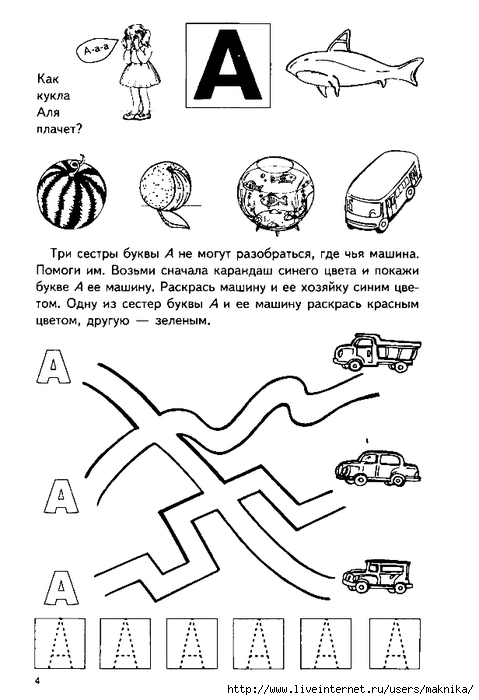 А-а-а
А
Как
кукла
Аля
плачет?
Три сестры буквы А не могут разобраться, где чья машина.
Помоги им. Возьми сначала карандаш синего цвета и покажи
букве А ее машину. Раскрась машину и ее хозяйку синим цве-
том. Одну из сестер буквы А и ее машину раскрась красным
цветом, другую — зеленым.
А
А
А
А А А А А А
4
http://www.liveinternet.ru/users/maknika/